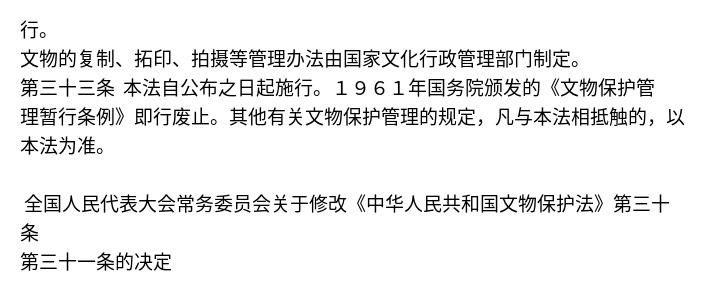 行。
文物的复制、拓印、拍摄等管理办法由国家文化行政管理部门制定。
第三十三条 本法自公布之日起施行。１９６１年国务院颁发的《文物保护管
理暂行条例》即行废止。其他有关文物保护管理的规定，凡与本法相抵触的，以
本法为准。
全国人民代表大会常务委员会关于修改《中华人民共和国文物保护法》第三十
条
第三十一条的决定